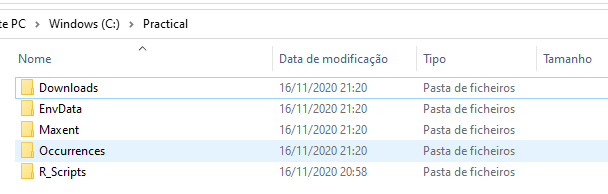 te PC > Windows (C:) > Practical
Nome Data de modificação Tipo Tamanho
Downloads 16/11/2020 21:20 Pasta de ficheiros
EnvData 16/11/2020 21:20 Pasta de ficheiros
Maxent 16/11/2020 21:20 Pasta de ficheiros
Occurrences 16/11/2020 21:20 Pasta de ficheiros
R_Scripts 16/11/2020 20:58 Pasta de ficheiros